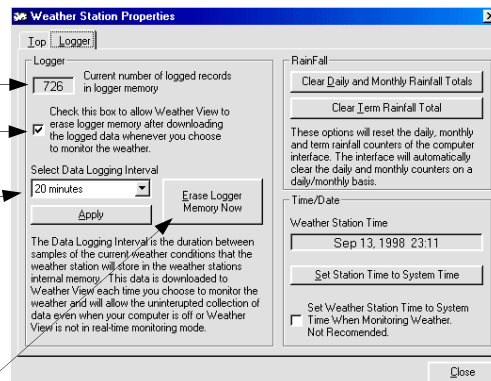 Weather Station Properties
Top Logger
Logger
726
Current number of logged records
in logger memory
Check this box to allow Weather View to
erase logger memory after downloading
the logged data whenever you choose
to monitor the weather.
Select Data Logging Interval
20 minutes
Apply
Erase Logger
Memory Now
The Data Logging Interval is the duration between
samples of the current weather conditions that the
weather station will store in the weather stations
internal memory. This data is downloaded to
Weather View each time you choose to monitor the
weather and will allow the uninterupted collection of
data even when your computer is off or Weather
View is not in real-time monitoring mode.
RainFall
Clear Daily and Monthly Rainfall Totals
Clear Term Rainfall Total
These options will reset the daily, monthly
and term rainfall counters of the computer
interface. The interface will automatically
clear the daily and monthly counters on a
daily/monthly basis.
Time/Date
Weather Station Time
Sep 13, 1998 23:11
Set Station Time to System Time
Set Weather Station Time to System
Time When Monitoring Weather.
Not Recomended.
Close